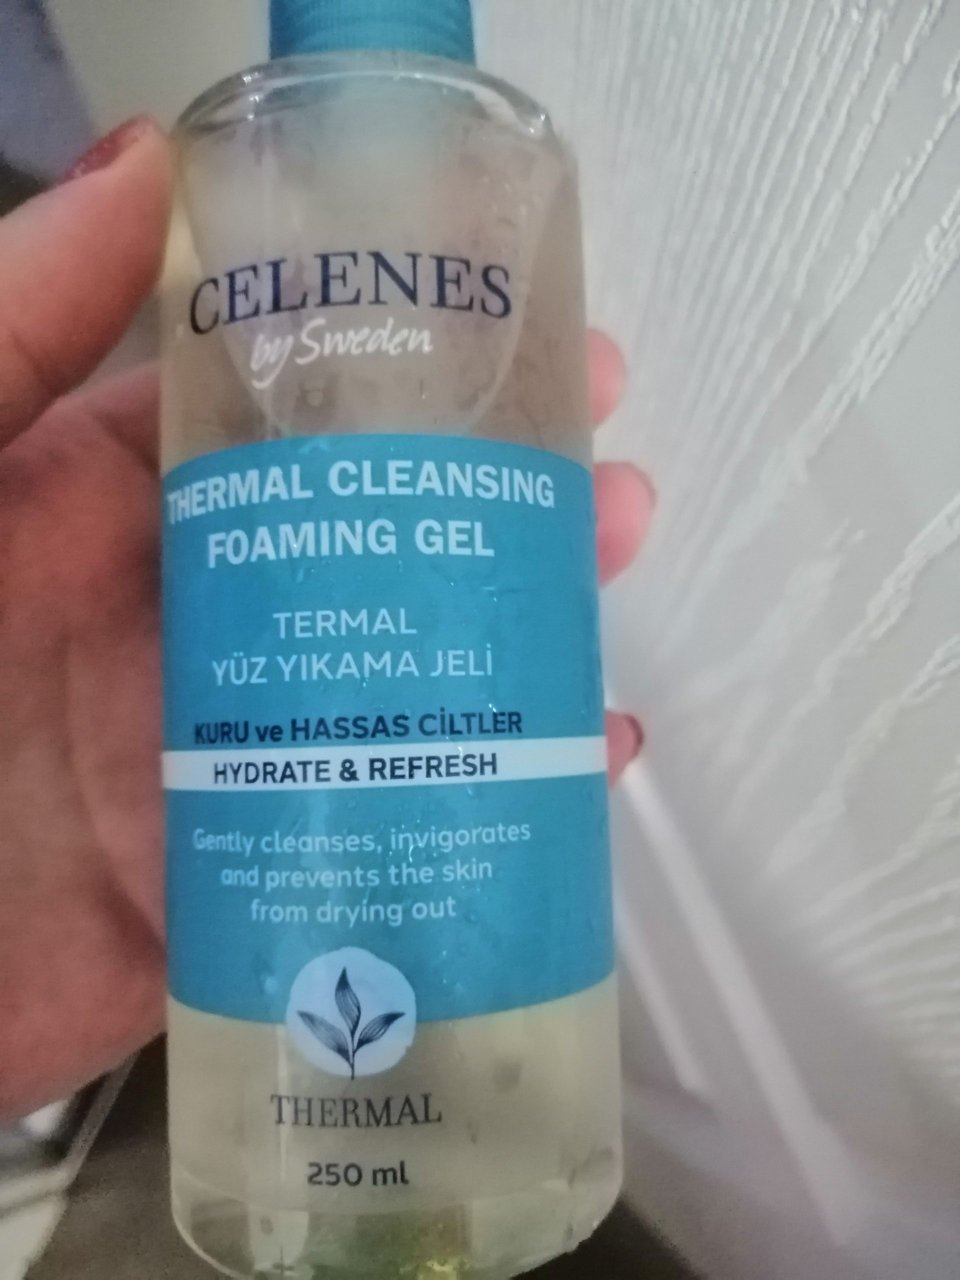 CELENES
by Sweden
THERMAL CLEANSING
FOAMING GEL
TERMAL
YÜZ YIKAMA JELİ
KURU ve HASSAS CİLTLER
HYDRATE & REFRESH
Gently cleanses, invigorates
and prevents the skin
from drying out
THERMAL
250 ml